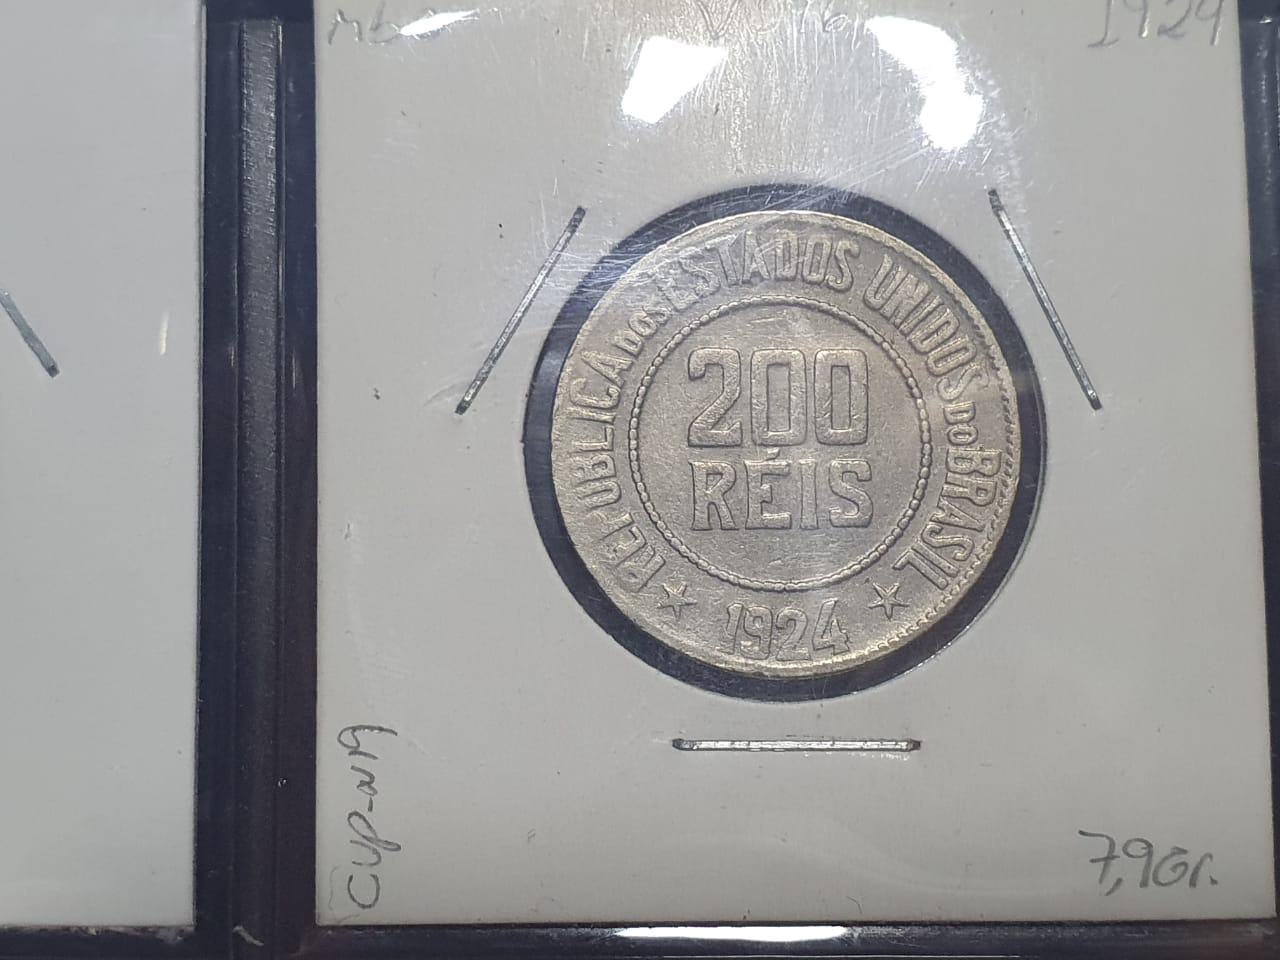 1924
REPUBLICA DOS ESTADOS UNIDOS DO BRASIL
200
RÉIS
1924
7,9Gr.